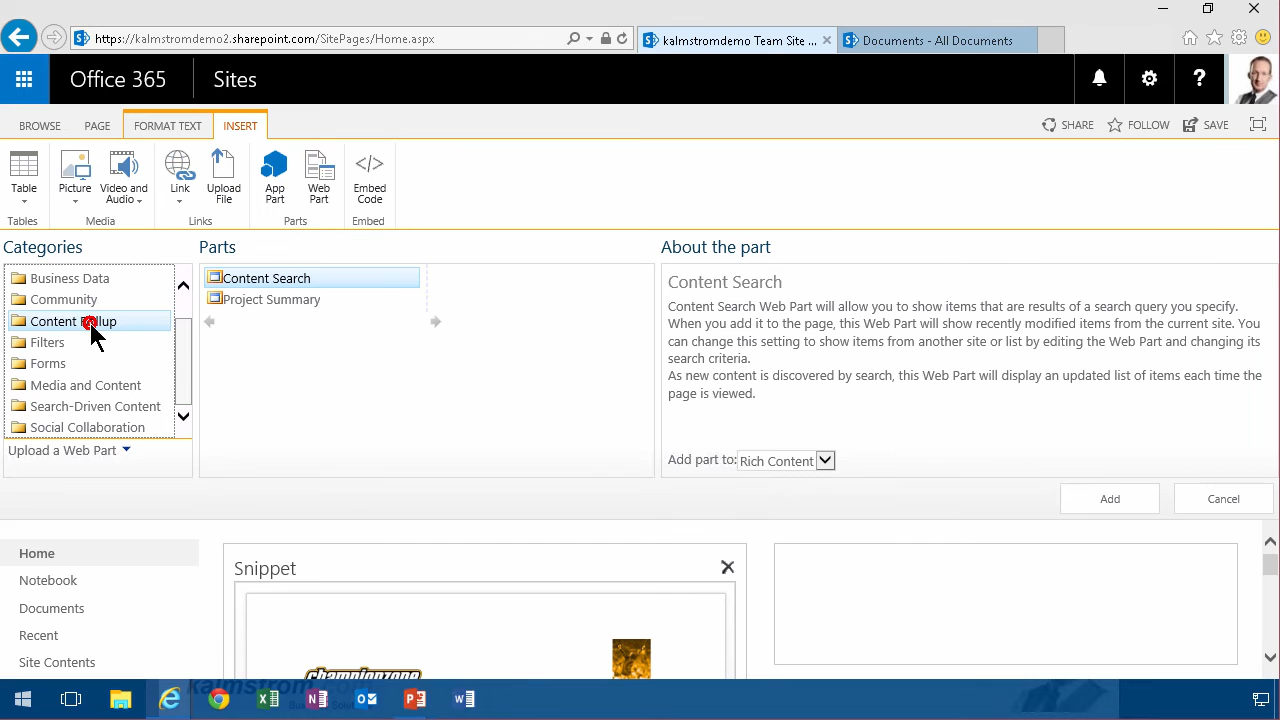 https://kalmstromdemo2.sharepoint.com/SitePages/Home.aspx
kalmstromdemo Team Site ...
Documents - All Documents
Office 365
Sites
BROWSE
PAGE
FORMAT TEXT
INSERT
SHARE
FOLLOW
SAVE
Table
Picture
Video and
Audio
Link
Upload
File
App
Part
Web
Part
Embed
Code
Tables
Media
Links
Parts
Embed
Categories
Parts
About the part
Business Data
Community
Content
Filters
Forms
Media and Content
Search-Driven Content
Social Collaboration
Upload a Web Part
Content Search
Project Summary
Content Search
Content Search Web Part will allow you to show items that are results of a search query you specify.
When you add it to the page, this Web Part will show recently modified items from the current site. You
can change this setting to show items from another site or list by editing the Web Part and changing its
search criteria.
As new content is discovered by search, this Web Part will display an updated list of items each time the
page is viewed.
Add part to:
Rich Content
Add
Cancel
Home
Notebook
Documents
Recent
Site Contents
Snippet
championzone
kalmstrom